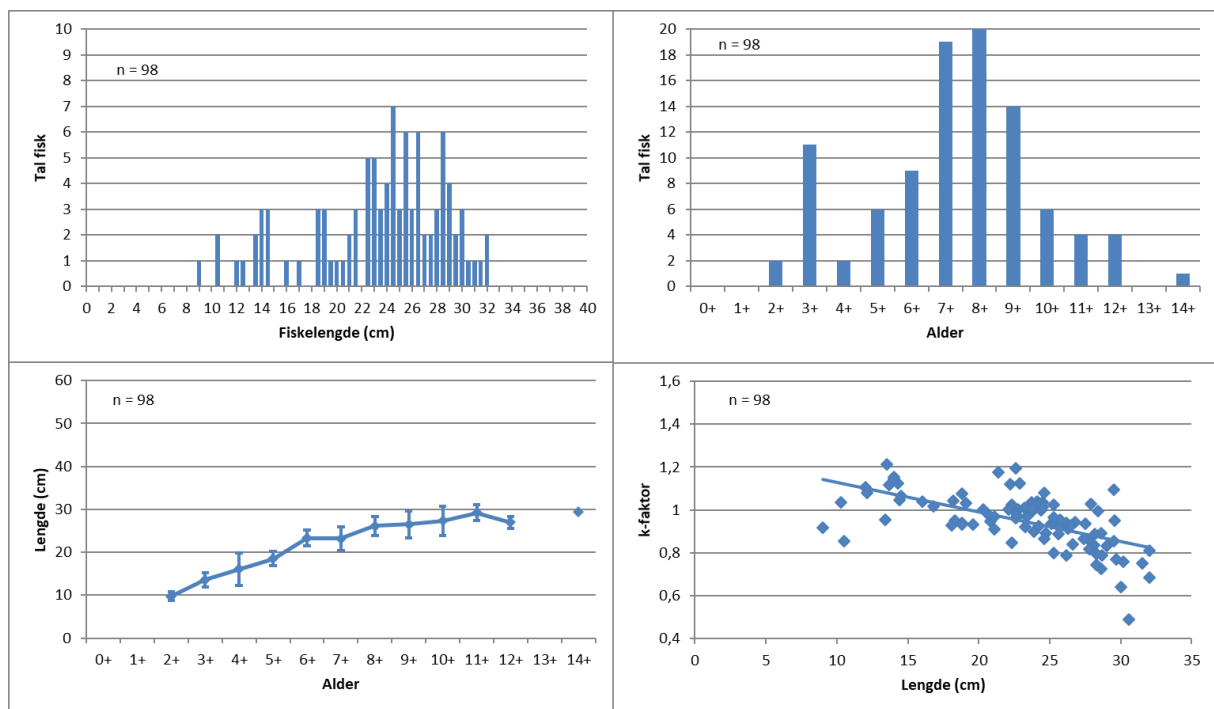 10
9
8
7
6
5
4
3
2
1
0
n = 98
Tal fisk
0 2 4 6 8 10 12 14 16 18 20 22 24 26 28 30 32 34 36 38 40
Fiskelengde (cm)
20
18
16
14
12
10
8
6
4
2
0
n = 98
Tal fisk
0+ 1+ 2+ 3+ 4+ 5+ 6+ 7+ 8+ 9+ 10+ 11+ 12+ 13+ 14+
Alder
60
50
40
30
20
10
0
n = 98
Lengde (cm)
0+ 1+ 2+ 3+ 4+ 5+ 6+ 7+ 8+ 9+ 10+ 11+ 12+ 13+ 14+
Alder
1,6
1,4
1,2
1
0,8
0,6
0,4
n = 98
k-faktor
0 5 10 15 20 25 30 35
Lengde (cm)